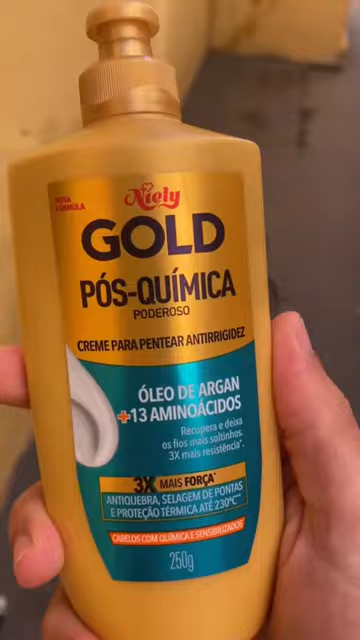 NOVA
FÓRMULA
Niely
GOLD
PÓS-QUÍMICA
PODEROSO
CREME PARA PENTEAR ANTIRRIGIDEZ
ÓLEO DE ARGAN
+13 AMINOÁCIDOS
Recupera e deixa
os fios mais soltinhos.
3X mais resistência*.
3X MAIS FORÇA*
ANTIQUEBRA, SELAGEM DE PONTAS
E PROTEÇÃO TÉRMICA ATÉ 230°C**
CABELOS COM QUÍMICA E SENSIBILIZADOS
250g